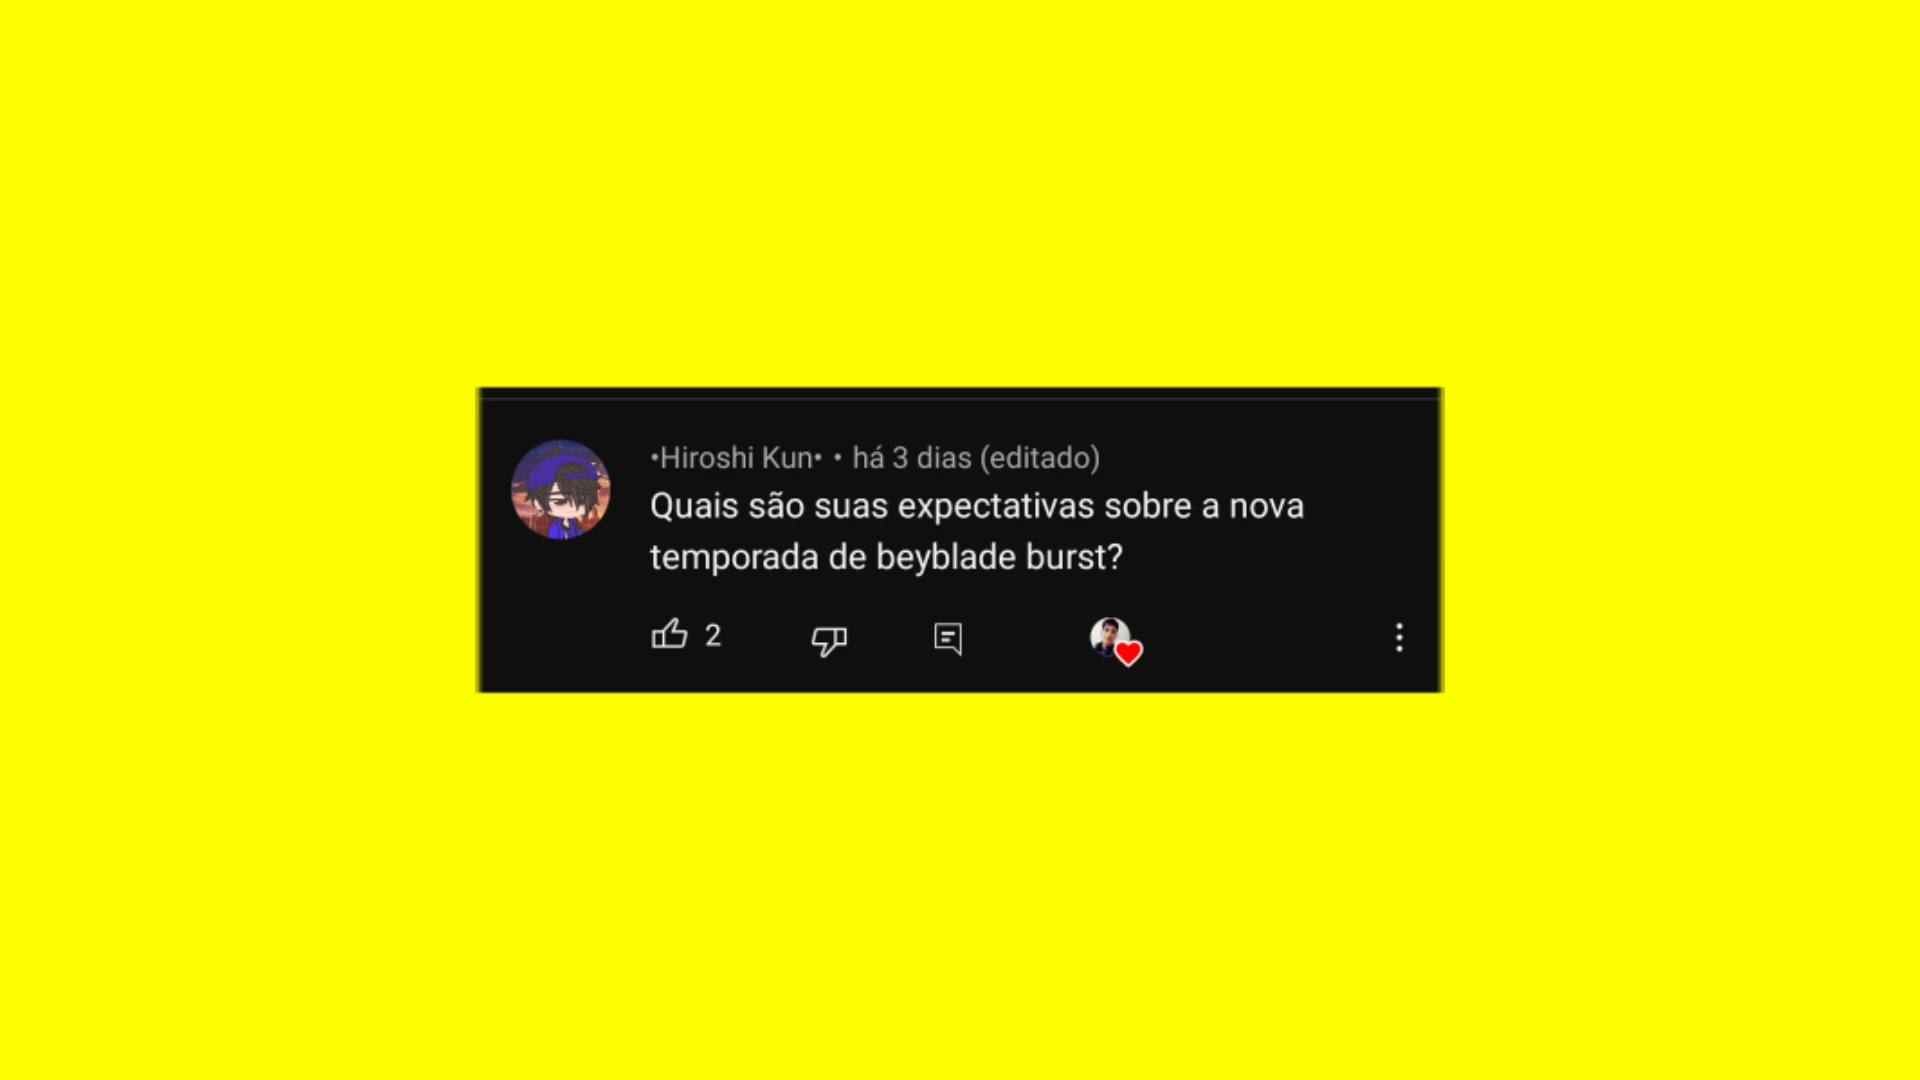 •Hiroshi Kun• • há 3 dias (editado)
Quais são suas expectativas sobre a nova
temporada de beyblade burst?
2